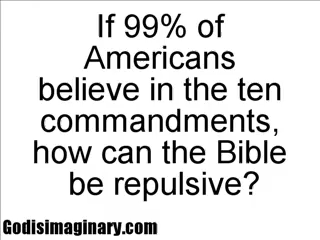 If 99% of
Americans
believe in the ten
commandments,
how can the Bible
be repulsive?
Godisimaginary.com